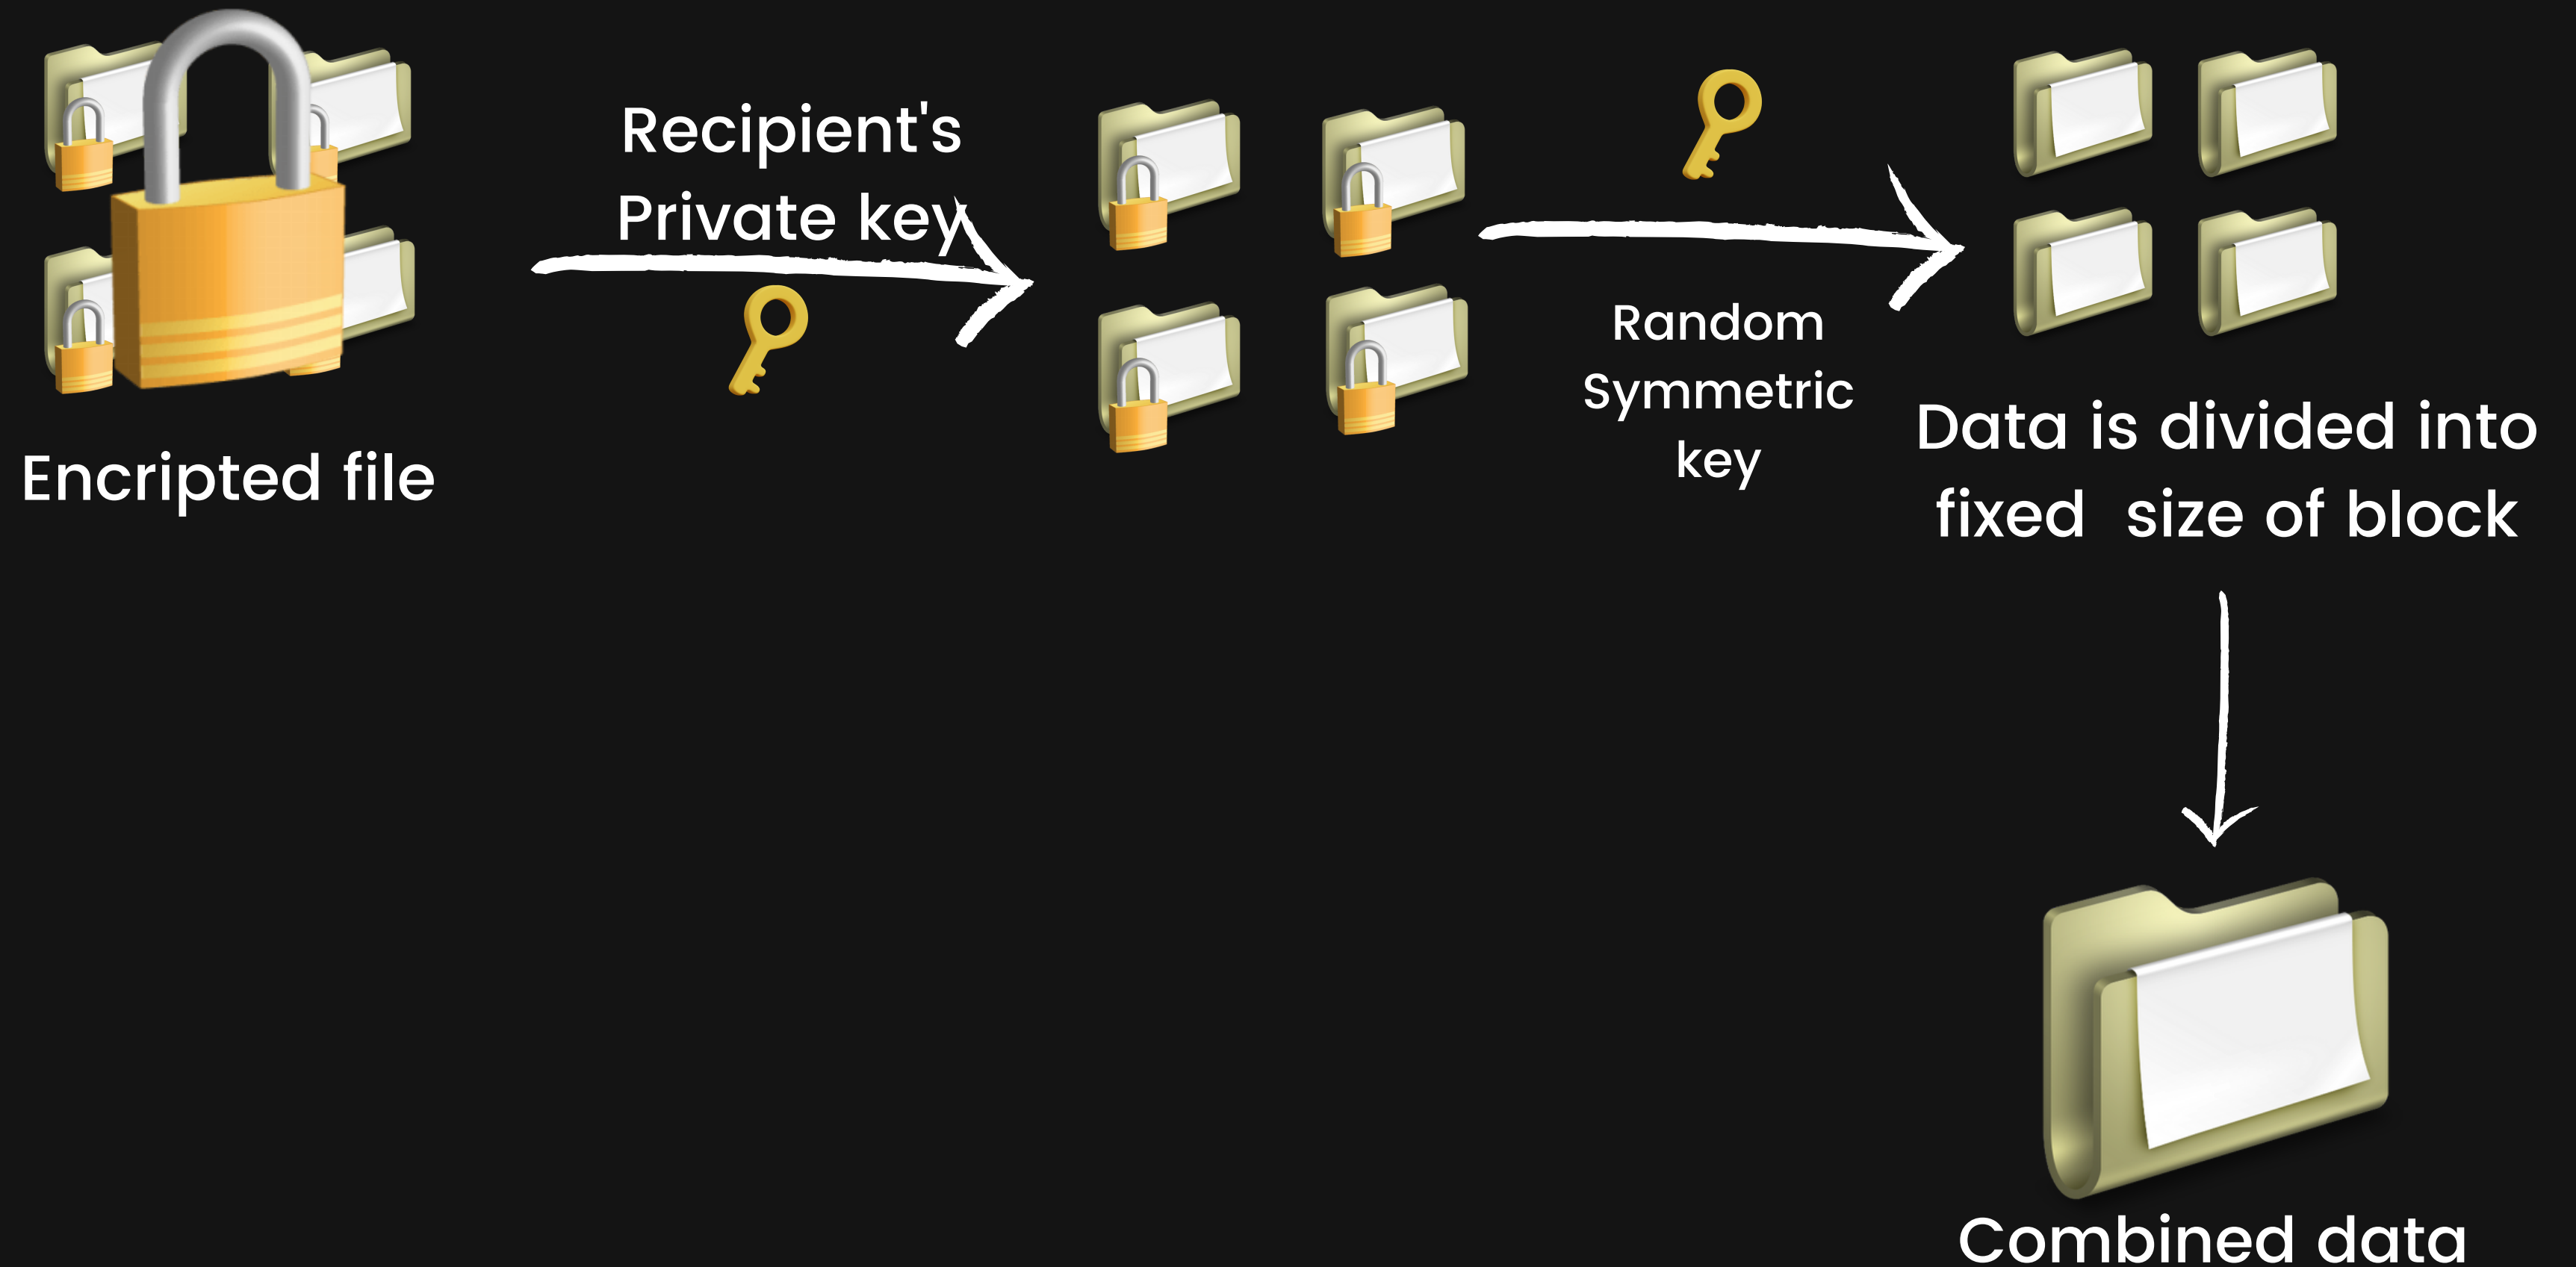 Recipient's
Private key
Encripted file
Random
Symmetric
key
Data is divided into
fixed  size of block
Combined data